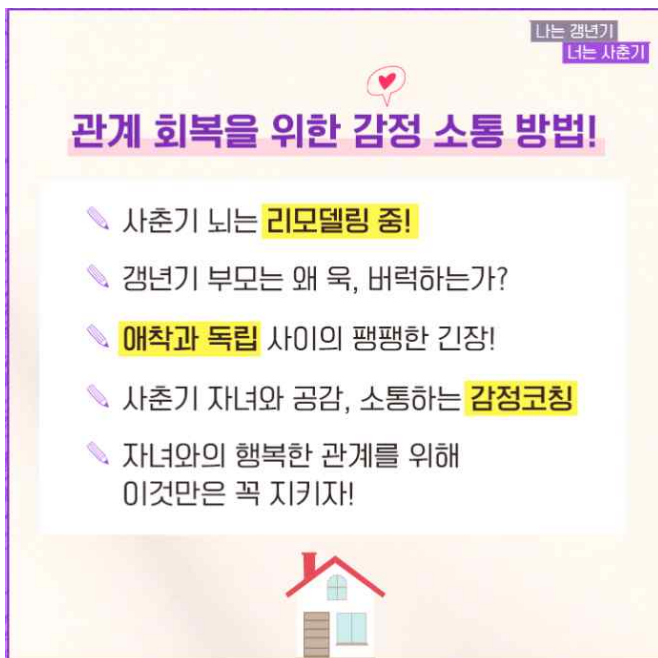 나는 갱년기
너는 사춘기
관계 회복을 위한 감정 소통 방법!
사춘기 뇌는 리모델링 중!
갱년기 부모는 왜 욱, 버럭하는가?
애착과 독립 사이의 팽팽한 긴장!
사춘기 자녀와 공감, 소통하는 감정코칭
자녀와의 행복한 관계를 위해
이것만은 꼭 지키자!